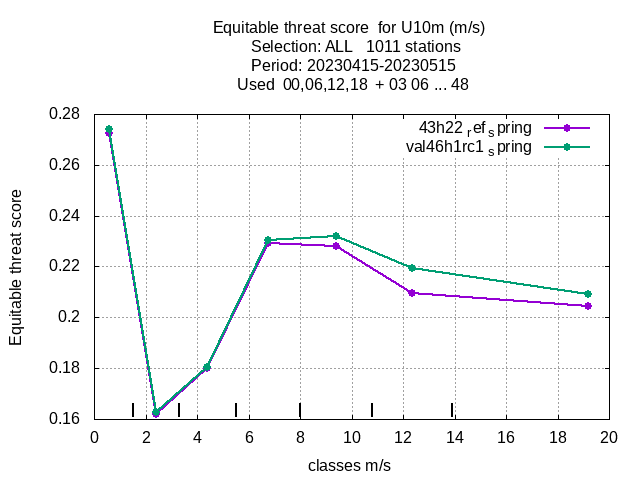 Equitable threat score for U10m (m/s)
Selection: ALL 1011 stations
Period: 20230415-20230515
Used 00,06,12,18 + 03 06 ... 48
43h22 ref spring
val46h1rc1 spring
Equitable threat score
0.28
0.26
0.24
0.22
0.2
0.18
0.16
0 2 4 6 8 10 12 14 16 18 20
classes m/s